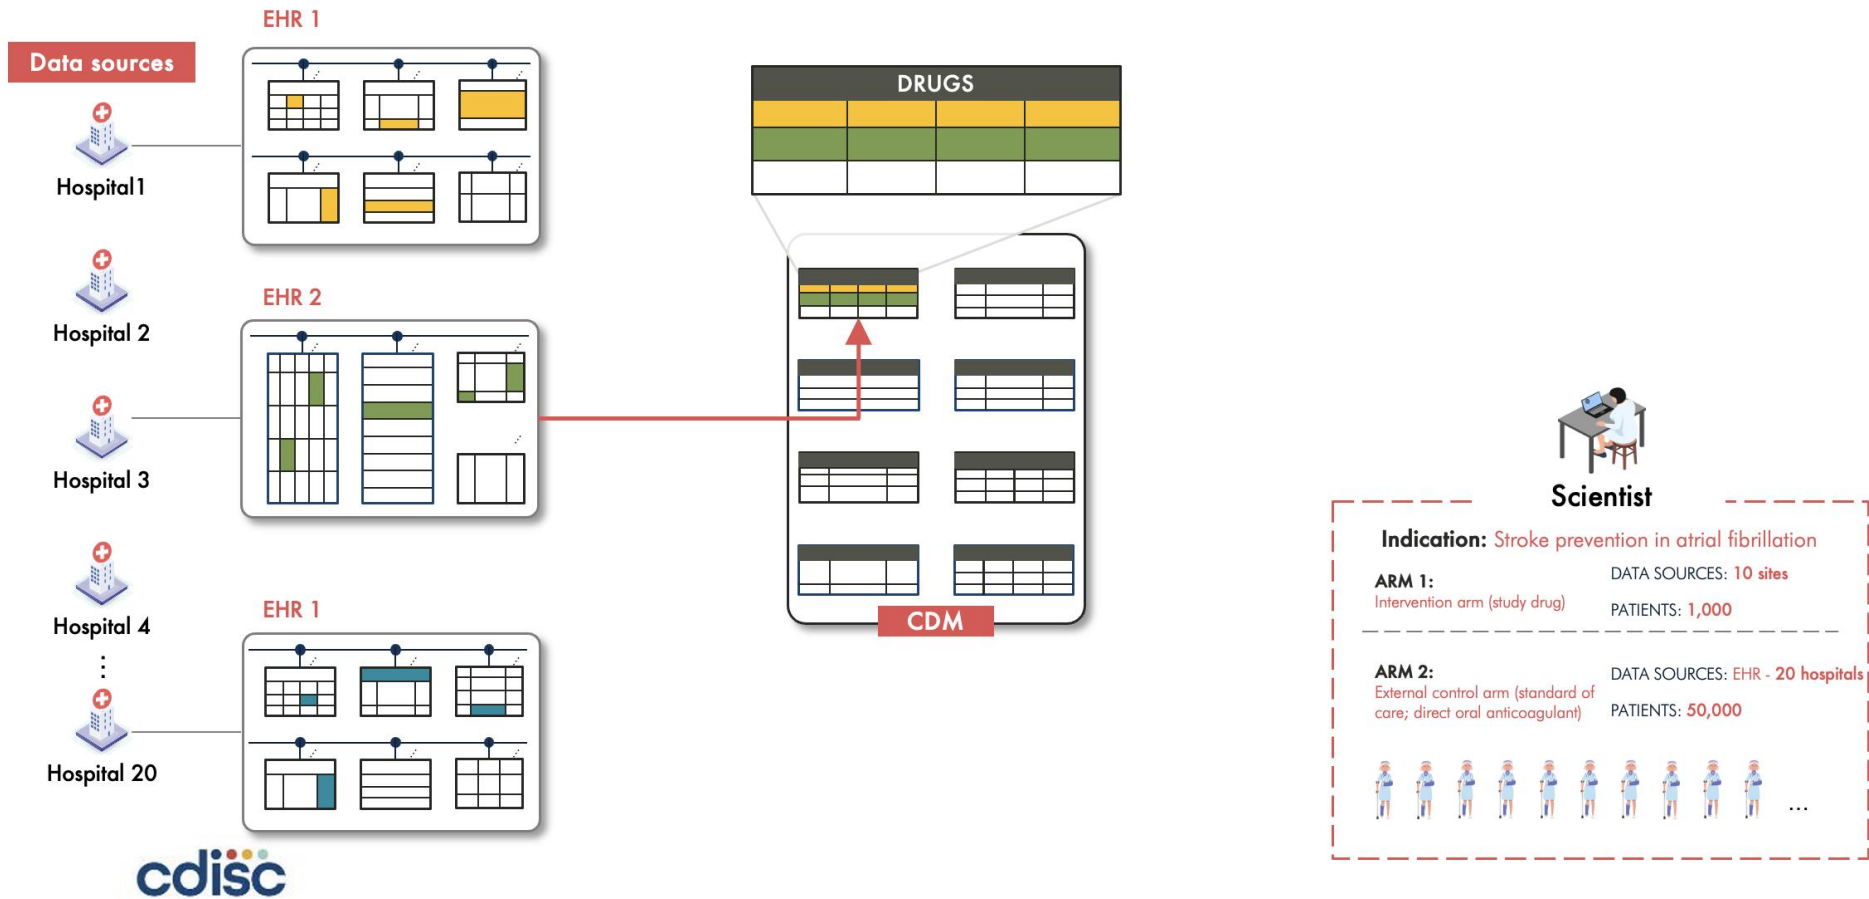 Data sources
Hospital1
Hospital 2
Hospital 3
Hospital 4
⋮
Hospital 20
EHR 1
EHR 2
EHR 1
cdisc
DRUGS
CDM
Scientist
Indication: Stroke prevention in atrial fibrillation
ARM 1:
Intervention arm (study drug)
DATA SOURCES: 10 sites
PATIENTS: 1,000
ARM 2:
External control arm (standard of
care; direct oral anticoagulant)
DATA SOURCES: EHR - 20 hospitals
PATIENTS: 50,000
...